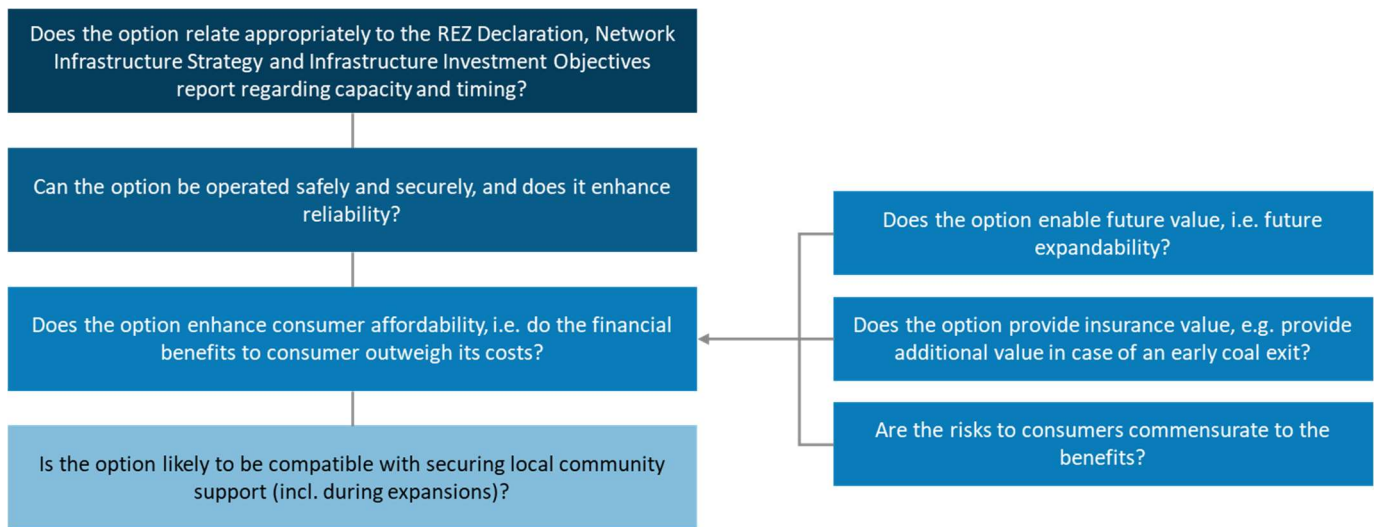 Does the option relate appropriately to the REZ Declaration, Network
Infrastructure Strategy and Infrastructure Investment Objectives
report regarding capacity and timing?
Can the option be operated safely and securely, and does it enhance
reliability?
Does the option enhance consumer affordability, i.e. do the financial
benefits to consumer outweigh its costs?
Is the option likely to be compatible with securing local community
support (incl. during expansions)?
Does the option enable future value, i.e. future
expandability?
Does the option provide insurance value, e.g. provide
additional value in case of an early coal exit?
Are the risks to consumers commensurate to the
benefits?